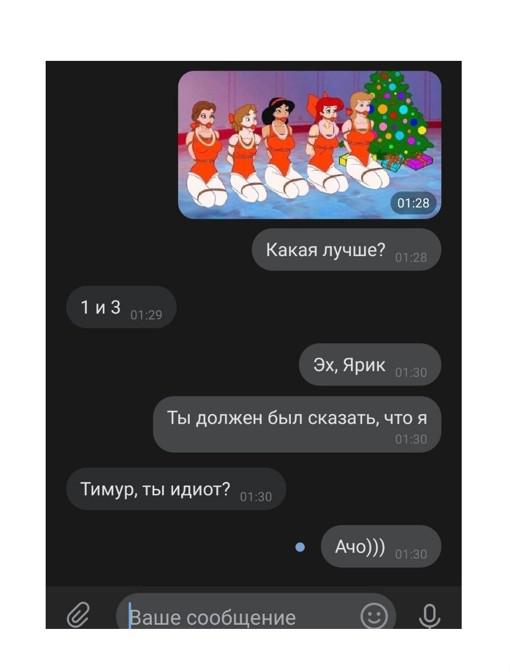 01:28
Какая лучше? 01:28
1 и 3 01:29
Эх, Ярик 01:30
Ты должен был сказать, что я
01:30
Тимур, ты идиот? 01:30
Ачо))) 01:30
Ваше сообщение